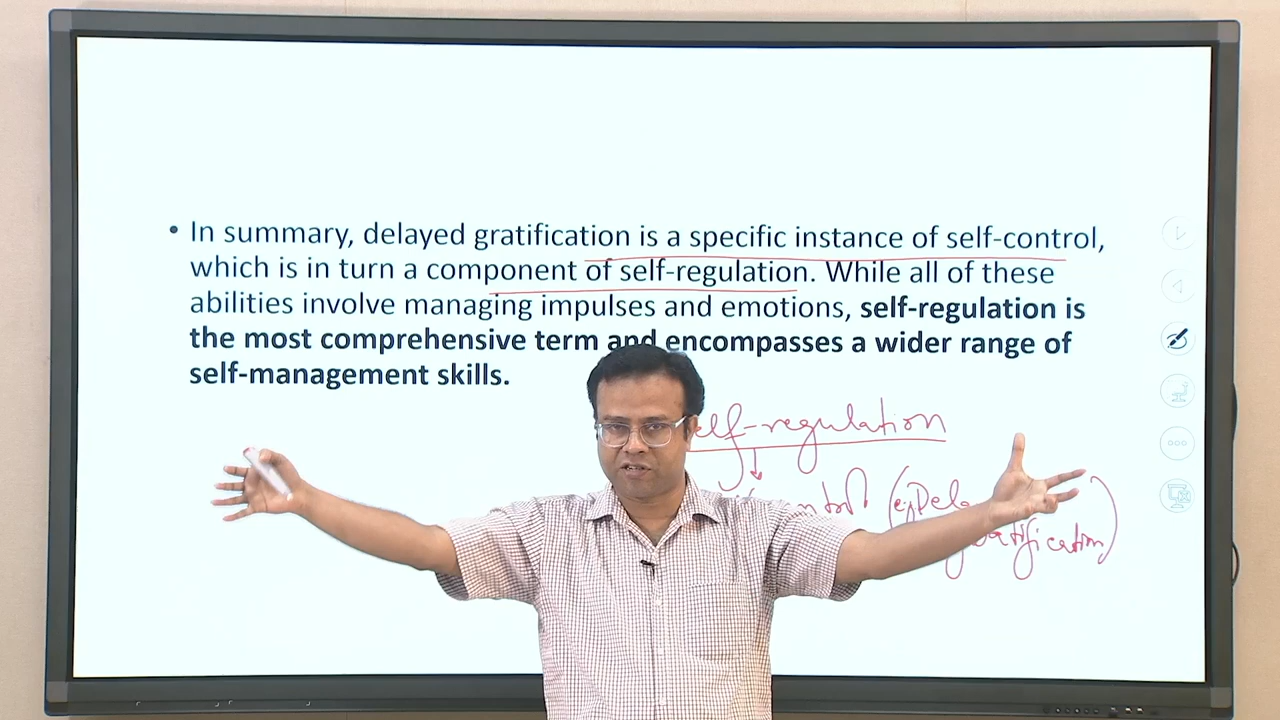 • In summary, delayed gratification is a specific instance of self-control,
which is in turn a component of self-regulation. While all of these
abilities involve managing impulses and emotions, self-regulation is
the most comprehensive term and encompasses a wider range of
self-management skills.
elf-regulation